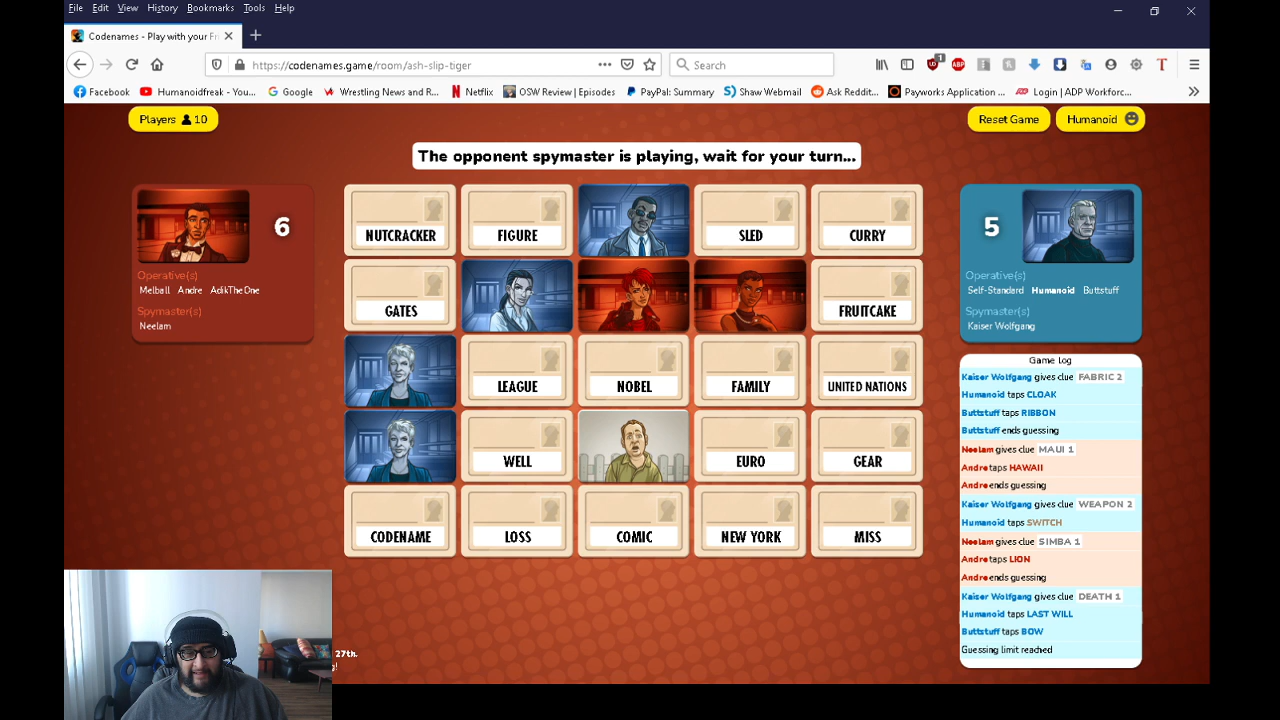 File Edit View History Bookmarks Tools Help
Codenames - Play with your Fri
https://codenames.game/room/ash-slip-tiger
Search
1
ABP
T
Facebook
Humanoidfreak - You...
Google
Wrestling News and R...
Netflix
OSW Review | Episodes
PayPal: Summary
Shaw Webmail
Ask Reddit...
Payworks Application ...
Login | ADP Workforc...
Players 10
Reset Game
Humanoid
The opponent spymaster is playing, wait for your turn...
6
Operative(s)
Melball Andre AdikTheOne
Spymaster(s)
Neelam
NUTCRACKER
FIGURE
SLED
CURRY
GATES
FRUITCAKE
LEAGUE
NOBEL
FAMILY
UNITED NATIONS
WELL
EURO
GEAR
CODENAME
LOSS
COMIC
NEW YORK
MISS
5
Operative(s)
Self-Standard Humanoid Buttstuff
Spymaster(s)
Kaiser Wolfgang
Game Log
Kaiser Wolfgang gives clue FABRIC 2
Humanoid taps CLOAK
Buttstuff taps RIBBON
Buttstuff ends guessing
Neelam gives clue MAUI 1
Andre taps HAWAII
Andre ends guessing
Kaiser Wolfgang gives clue WEAPON 2
Humanoid taps SWITCH
Neelam gives clue SIMBA 1
Andre taps LION
Andre ends guessing
Kaiser Wolfgang gives clue DEATH 1
Humanoid taps LAST WILL
Buttstuff taps BOW
Guessing limit reached
27th.
!